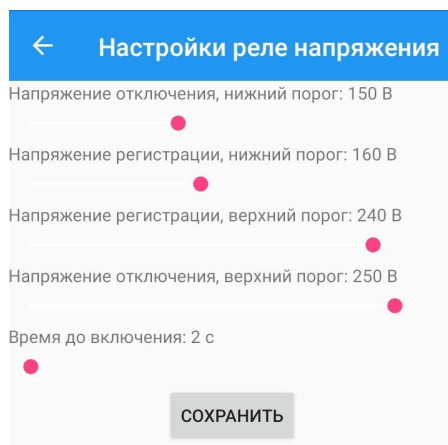 Настройки реле напряжения
Напряжение отключения, нижний порог: 150 В
Напряжение регистрации, нижний порог: 160 В
Напряжение регистрации, верхний порог: 240 В
Напряжение отключения, верхний порог: 250 В
Время до включения: 2 с
СОХРАНИТЬ